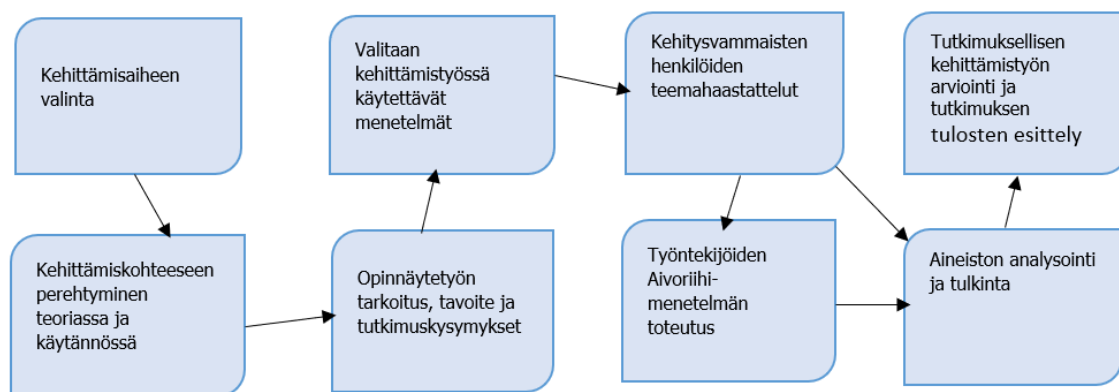 Kehittämisaiheen
valinta
Kehittämiskohteeseen
perehtyminen
teoriassa ja
käytännössä
Opinnäytetyön
tarkoitus, tavoite ja
tutkimuskysymykset
Valitaan
kehittämistyössä
käytettävät
menetelmät
Kehitysvammaisten
henkilöiden
teemahaastattelut
Työntekijöiden
Aivoriihi-
menetelmän
toteutus
Aineiston analysointi
ja tulkinta
Tutkimuksellisen
kehittämistyön
arviointi ja
tutkimuksen
tulosten esittely